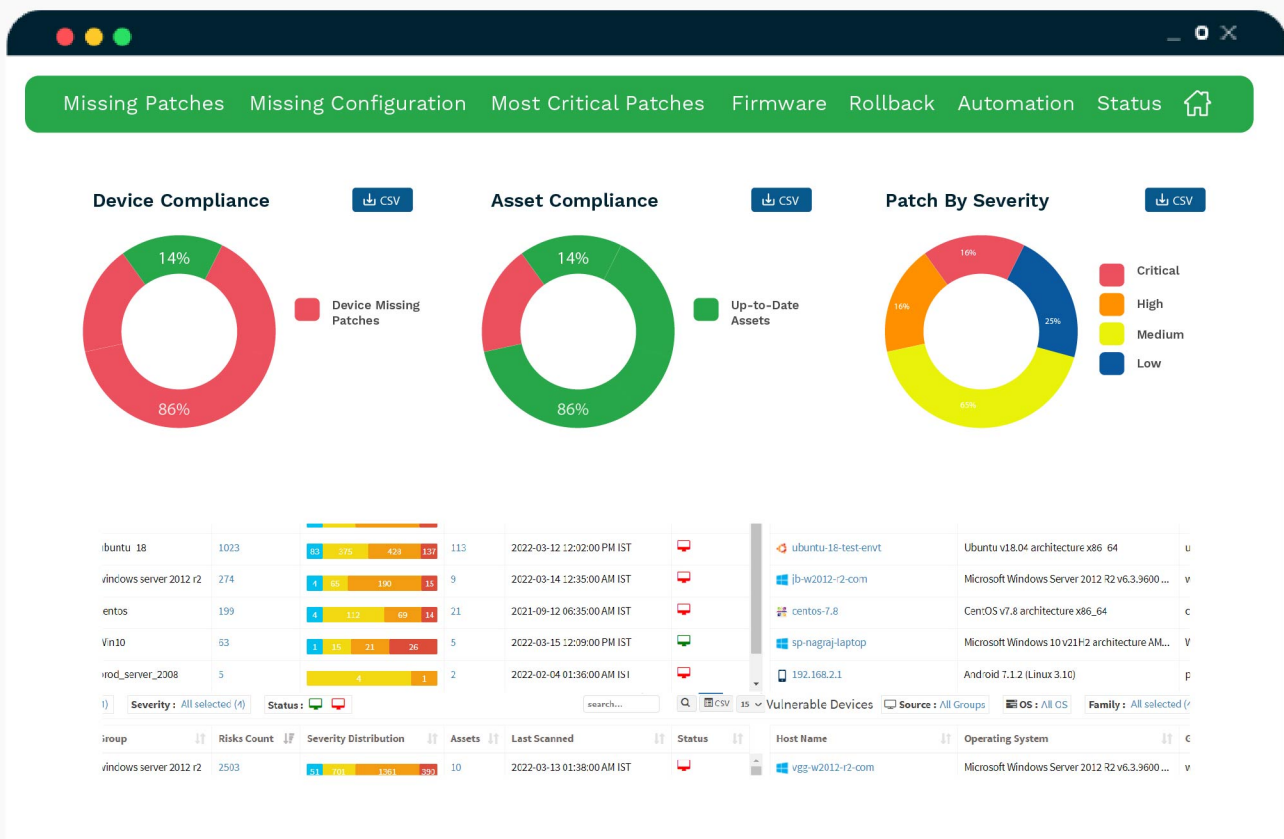 Missing Patches Missing Configuration Most Critical Patches Firmware Rollback Automation Status
Device Compliance CSV
14%
86%
Device Missing
Patches
Asset Compliance CSV
14%
86%
Up-to-Date
Assets
Patch By Severity CSV
16%
16%
25%
65%
Critical
High
Medium
Low
buntu 18 1023 83 375 428 137 113 2022-03-12 12:02:00 PM IST ubuntu-18-test-envt Ubuntu v18.04 architecture x86 64 u
vindows server 2012 r2 274 4 65 190 15 9 2022-03-14 12:35:00 AM IST jb-w2012-r2-com Microsoft Windows Server 2012 R2 v6.3.9600 ...
entos 199 4 112 69 14 21 2021-09-12 06:35:00 AM IST centos-7.8 CentOS v7.8 architecture x86_64 c
Vin10 63 1 15 21 26 5 2022-03-15 12:09:00 PM IST sp-nagraj-laptop Microsoft Windows 10 v21H2 architecture AM...
rod_server_2008 5 4 1 2 2022-02-04 01:36:00 AM IST 192.168.2.1 Android 7.1.2 (Linux 3.10) p
Severity : All selected (4) Status : search... CSV 15 Vulnerable Devices Source : All Groups OS : All OS Family : All selected
Group Risks Count Severity Distribution Assets Last Scanned Status Host Name Operating System
vindows server 2012 r2 2503 51 701 1361 390 10 2022-03-13 01:38:00 AM IST vgg-w2012-r2-com Microsoft Windows Server 2012 R2 v6.3.9600 ...